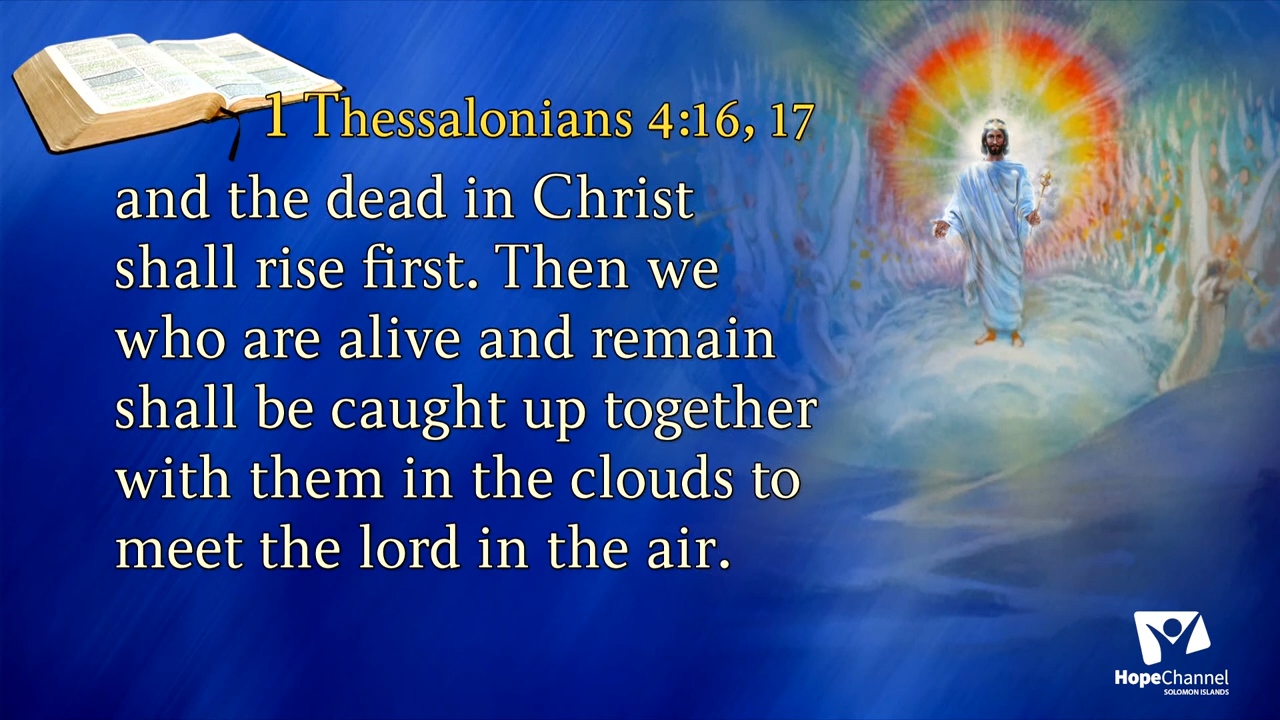 1 Thessalonians 4:16, 17
and the dead in Christ
shall rise first. Then we
who are alive and remain
shall be caught up together
with them in the clouds to
meet the lord in the air.
HopeChannel
SOLOMON ISLANDS